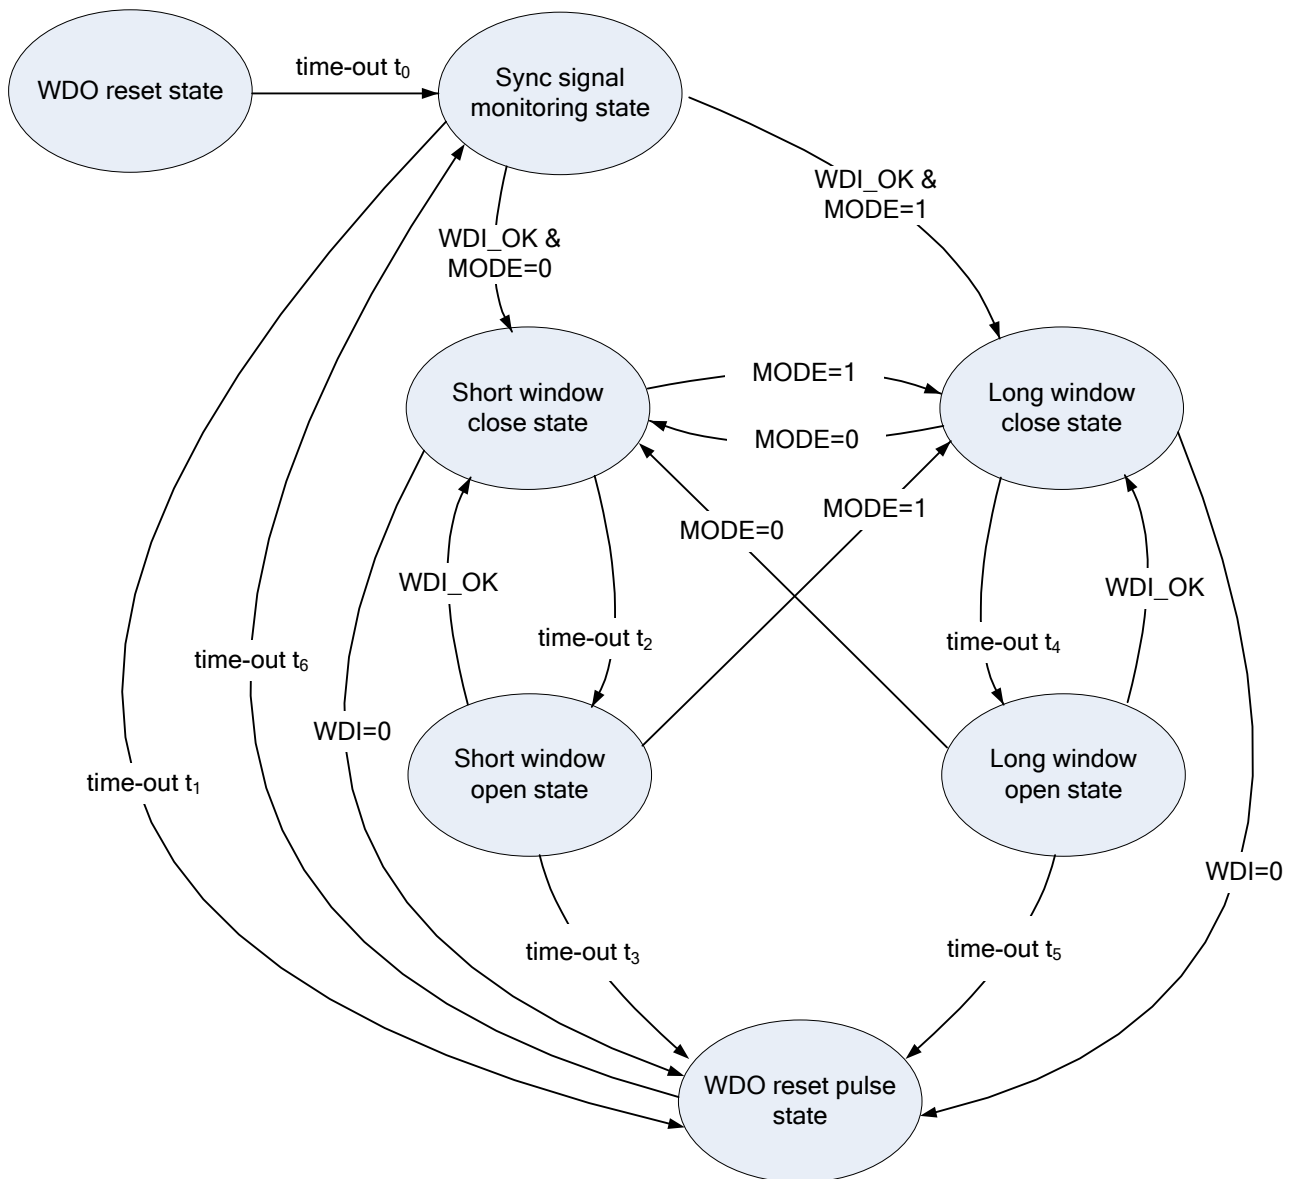 WDO reset state
time-out t₀
Sync signal
monitoring state
WDI_OK &
MODE=1
WDI_OK &
MODE=0
Short window
close state
MODE=1
MODE=0
Long window
close state
MODE=0
MODE=1
WDI_OK
time-out t₂
time-out t₄
WDI_OK
time-out t₆
WDI=0
time-out t₁
Short window
open state
Long window
open state
WDI=0
time-out t₃
time-out t₅
WDO reset pulse
state